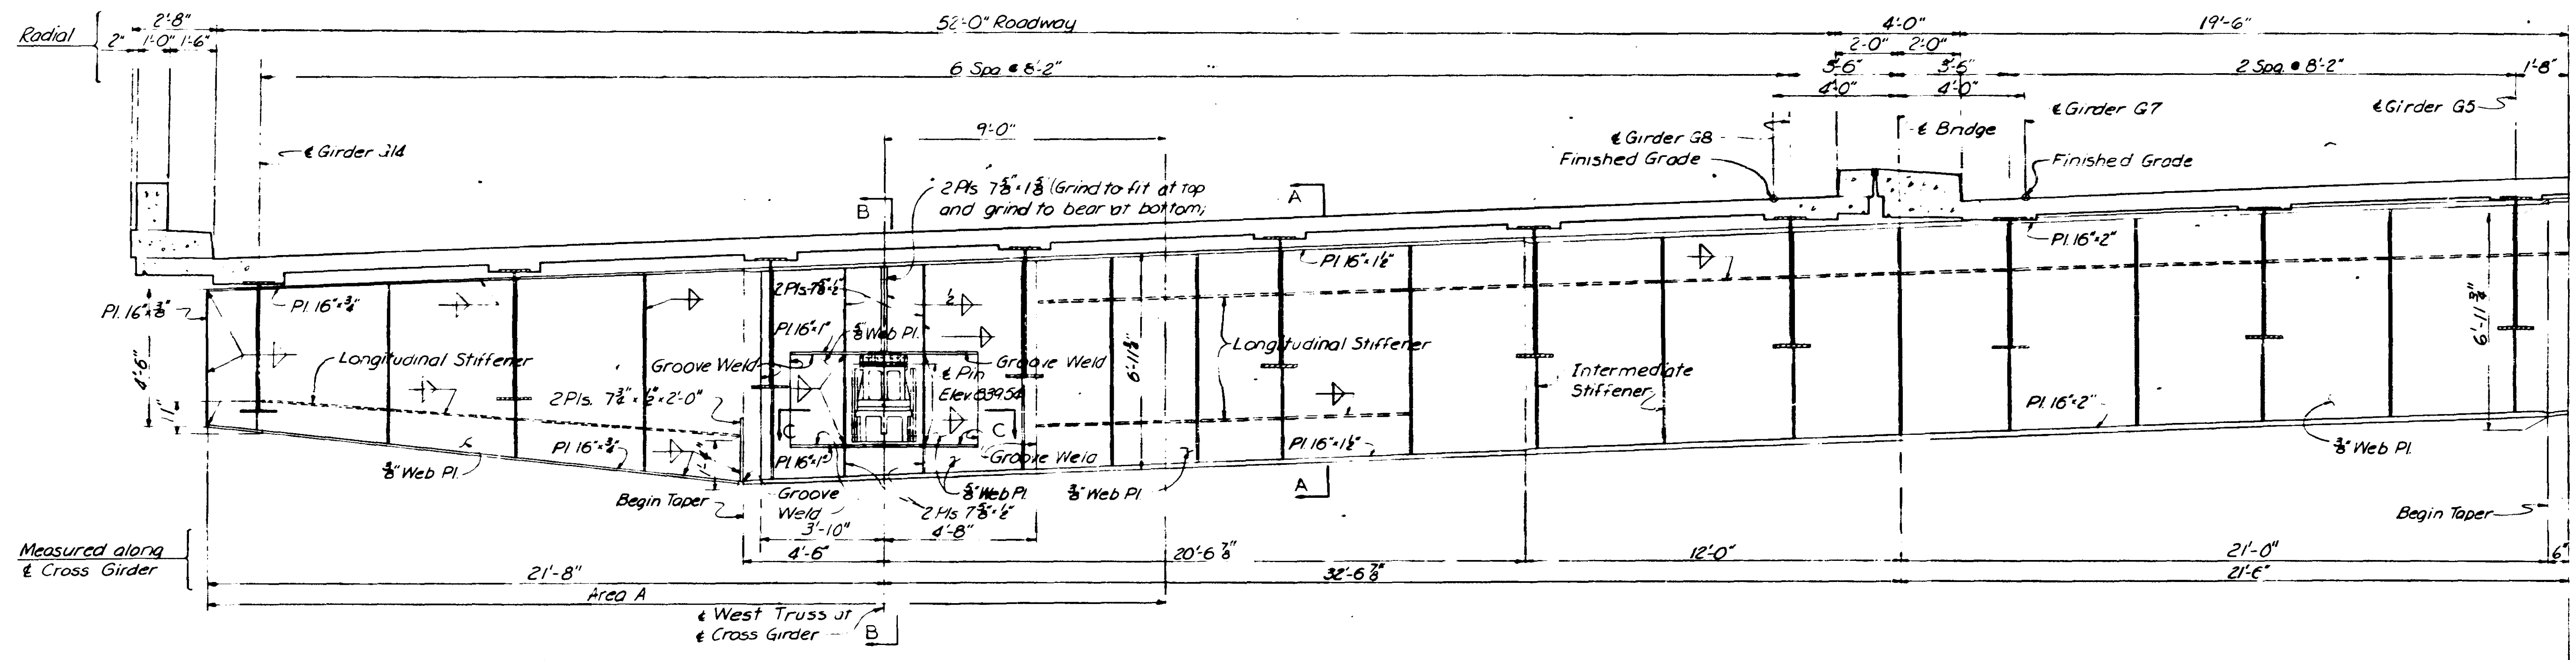 2'-8"
52'-0" Roadway
4'-0"
19'-6"
Radial
2" 1'-0" 1'-6"
2'-0" 2'-0"
6 Spa @ 8'-2"
5'-6" 5'-6"
2 Spa @ 8'-2"
1'-8"
4'-0" 4'-0"
9'-0"
℄ Girder G14
℄ Girder G8
Finished Grade
℄ Bridge
℄ Girder G7
Finished Grade
℄ Girder G5
2 Pls 7⅝"×1⅝" (Grind to fit at top
and grind to bear at bottom)
B
A
Pl. 16"×⅜"
Pl. 16"×¾"
2 Pls. 7⅝"×½"
½
Pl. 16"×1½"
Pl. 16"×2"
Pl. 16"×1"
⅝" Web Pl.
4'-6"
11"
Longitudinal Stiffener
Groove Weld
Groove Weld
℄ Pin
Elev. 839.54
6'-11¾"
Longitudinal Stiffener
Intermediate
Stiffener
6'-11¾"
2 Pls. 7¾"×½"×2'-0"
C
C
Pl. 16"×2"
⅜" Web Pl.
Pl 16"×¾"
Pl. 16"×1"
Groove Weld
Pl. 16"×1½"
⅜" Web Pl.
Begin Taper
Groove
Weld
⅝" Web Pl.
2 Pls 7⅝"×½"
⅜" Web Pl
A
Begin Taper
3'-10"
4'-8"
Measured along
℄ Cross Girder
4'-6"
20'-6⅞"
12'-0"
21'-0"
6"
21'-8"
32'-6⅞"
21'-6"
Area A
℄ West Truss at
℄ Cross Girder
B